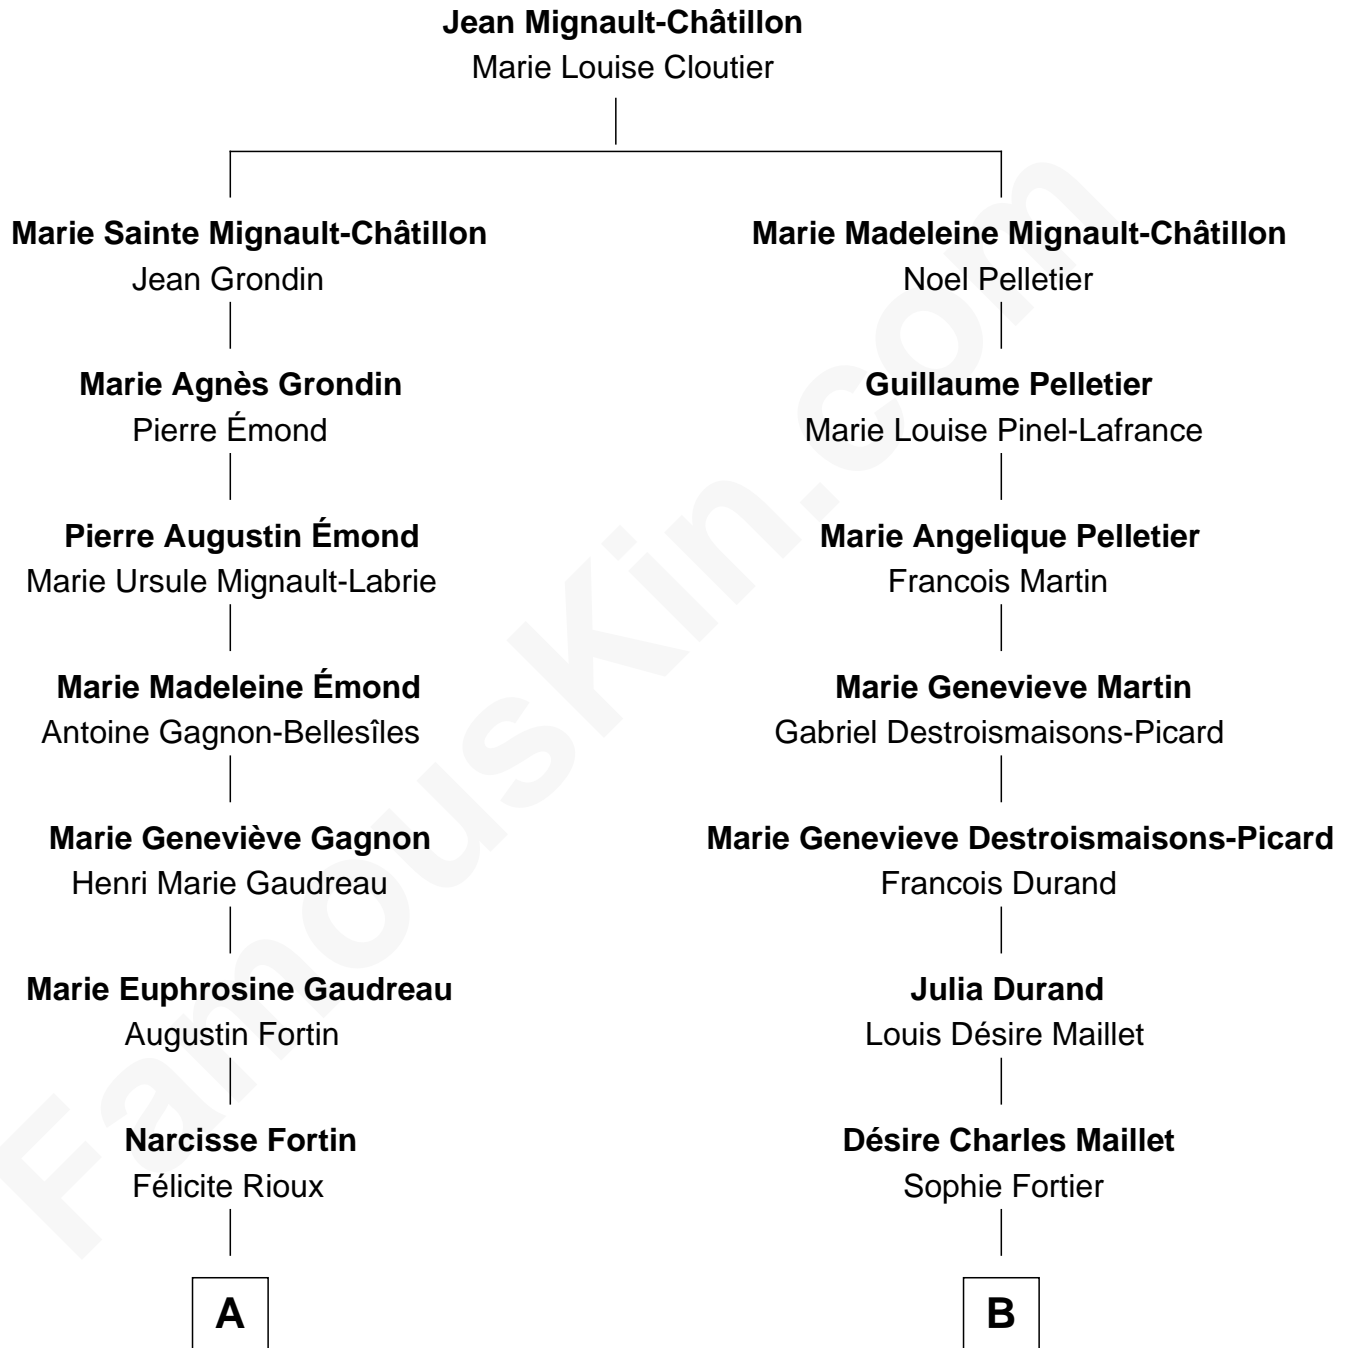 Jean Mignault-Châtillon
Marie Louise Cloutier
Marie Sainte Mignault-Châtillon
Jean Grondin
Marie Madeleine Mignault-Châtillon
Noel Pelletier
Marie Agnès Grondin
Pierre Émond
Guillaume Pelletier
Marie Louise Pinel-Lafrance
Pierre Augustin Émond
Marie Ursule Mignault-Labrie
Marie Angelique Pelletier
Francois Martin
Marie Madeleine Émond
Antoine Gagnon-Bellesîles
Marie Genevieve Martin
Gabriel Destroismaisons-Picard
Marie Geneviève Gagnon
Henri Marie Gaudreau
Marie Genevieve Destroismaisons-Picard
Francois Durand
Marie Euphrosine Gaudreau
Augustin Fortin
Julia Durand
Louis Désire Maillet
Narcisse Fortin
Félicite Rioux
Désire Charles Maillet
Sophie Fortier
A
B
FamousKin.com